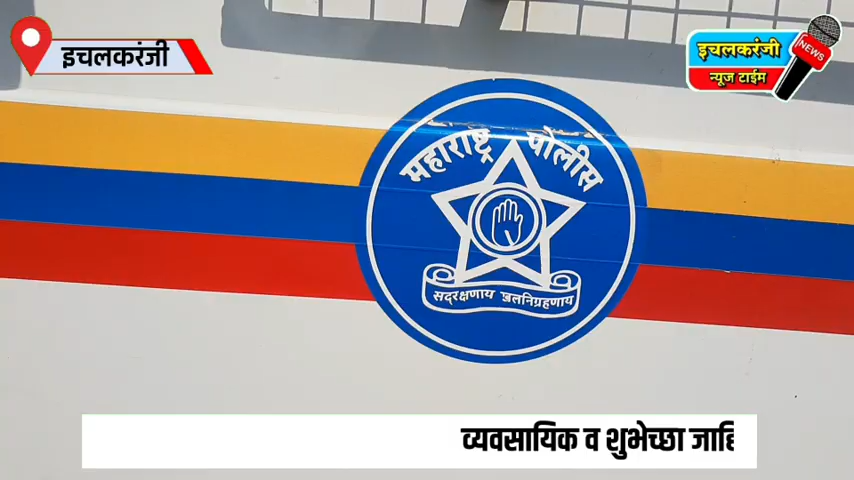 इचलकरंजी
इचलकरंजी
न्यूज टाईम
NEWS
महाराष्ट्र पोलीस
सद्‌रक्षणाय खलनिग्रहणाय
व्यवसायिक व शुभेच्छा जाहि